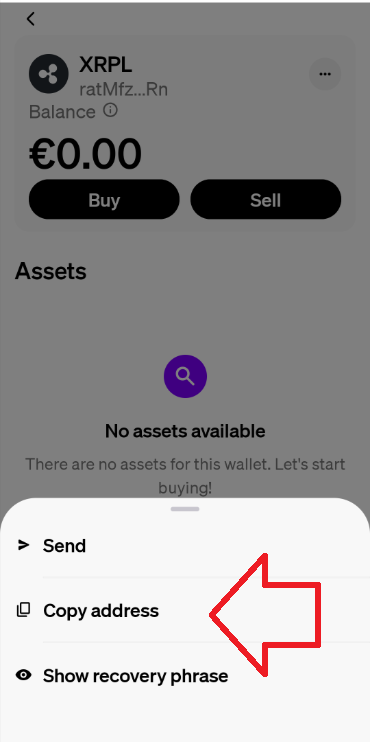 XRPL
ratMfz...Rn
Balance
€0.00
Buy
Sell
Assets
No assets available
There are no assets for this wallet. Let's start
buying!
Send
Copy address
Show recovery phrase